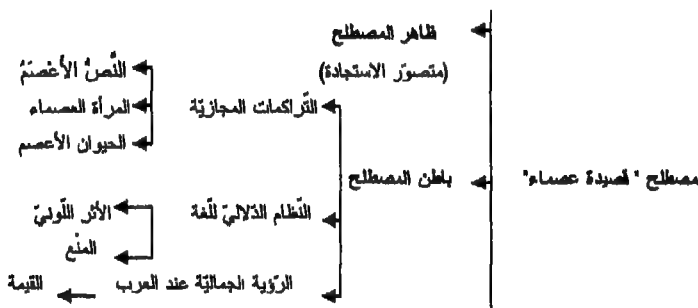 ظاهر المصطلح
(متصوّر الاستجادة)
التّراكمات المجازيّة
النّصُّ الأعْصَمُ
المرأة العصماء
الحيوان الأعصم
مصطلح " قصيدة عصماء"
باطن المصطلح
النّظام الدّلاليّ للّغة
الأثر اللّونيّ
المنْع
الرّؤية الجماليّة عند العرب
القيمة